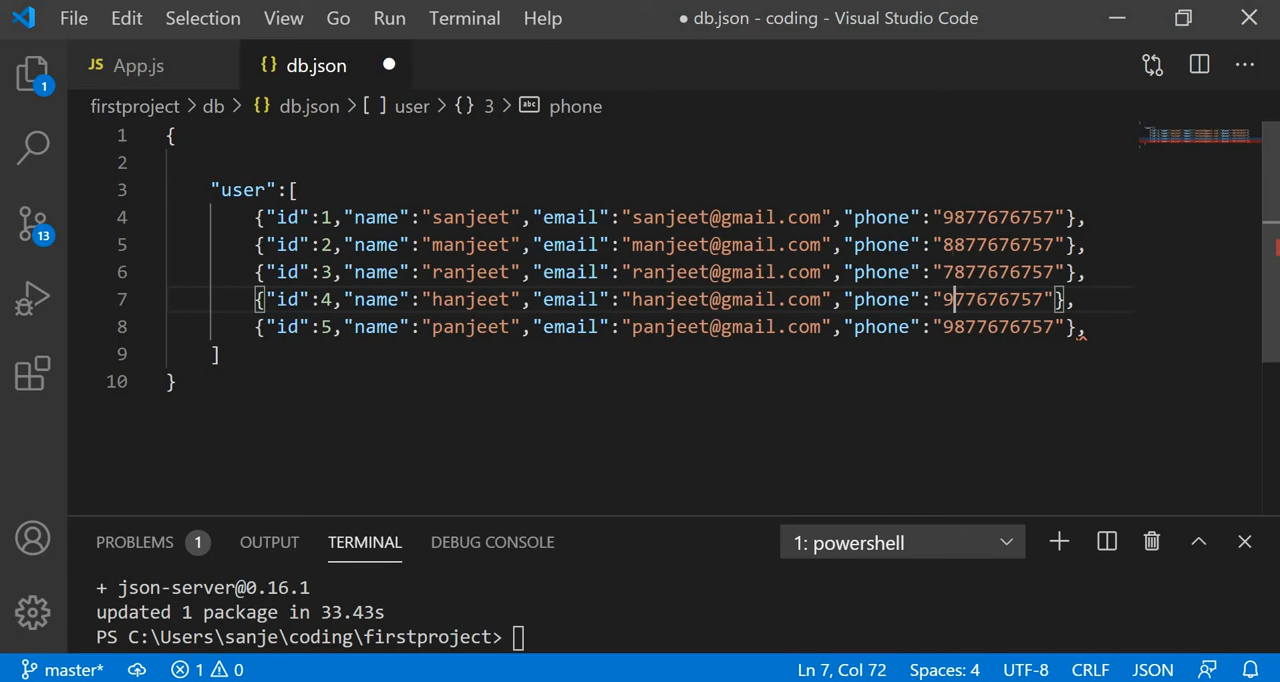 File Edit Selection View Go Run Terminal Help ● db.json - coding - Visual Studio Code
JS App.js {} db.json
1
firstproject > db > {} db.json > [ ] user > {} 3 > abc phone
1 {
2
3 "user":[
4 {"id":1,"name":"sanjeet","email":"sanjeet@gmail.com","phone":"9877676757"},
5 {"id":2,"name":"manjeet","email":"manjeet@gmail.com","phone":"8877676757"},
6 {"id":3,"name":"ranjeet","email":"ranjeet@gmail.com","phone":"7877676757"},
7 {"id":4,"name":"hanjeet","email":"hanjeet@gmail.com","phone":"977676757"},
8 {"id":5,"name":"panjeet","email":"panjeet@gmail.com","phone":"9877676757"},
13
9 ]
10 }
PROBLEMS 1 OUTPUT TERMINAL DEBUG CONSOLE 1: powershell
+ json-server@0.16.1
updated 1 package in 33.43s
PS C:\Users\sanje\coding\firstproject>
master* 1 0 Ln 7, Col 72 Spaces: 4 UTF-8 CRLF JSON